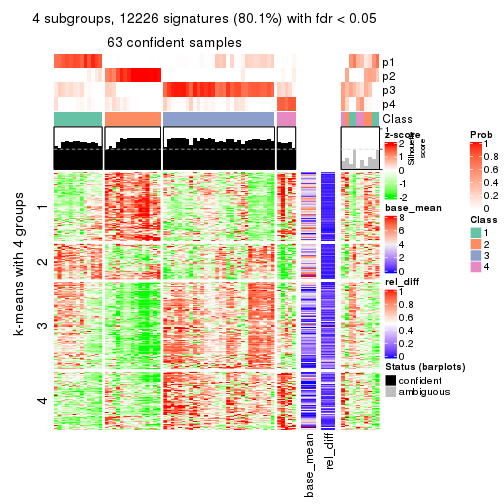 4 subgroups, 12226 signatures (80.1%) with fdr < 0.05
63 confident samples
p1
p2
p3
p4
Class
1
Silhouette
score
k-means with 4 groups
1
2
3
4
base_mean
rel_diff
z-score
2
1
0
-1
-2
base_mean
8
6
4
2
0
rel_diff
1
0.8
0.6
0.4
0.2
0
Status (barplots)
confident
ambiguous
Prob
1
0.8
0.6
0.4
0.2
0
Class
1
2
3
4